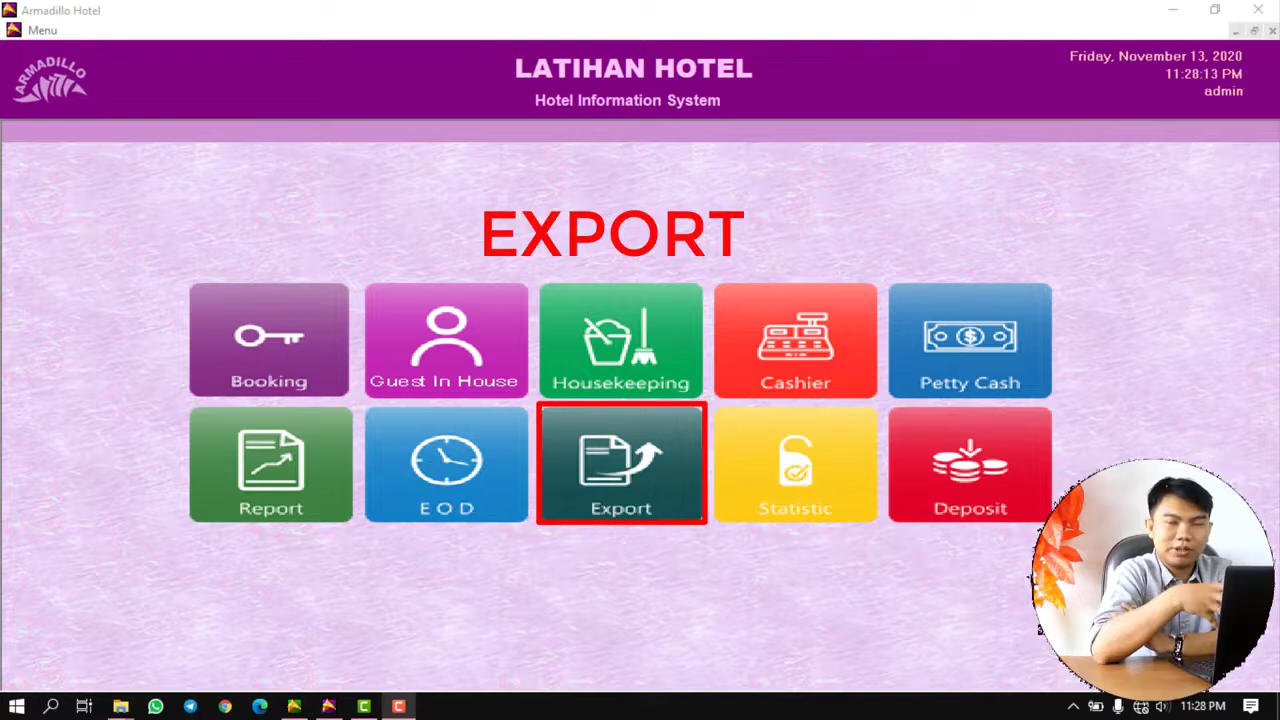 Armadillo Hotel
Menu
ARMADILLO
LATIHAN HOTEL
Hotel Information System
Friday, November 13, 2020
11:28:13 PM
admin
EXPORT
Booking
Guest In House
Housekeeping
Cashier
Petty Cash
Report
E O D
Export
Statistic
Deposit
11:28 PM